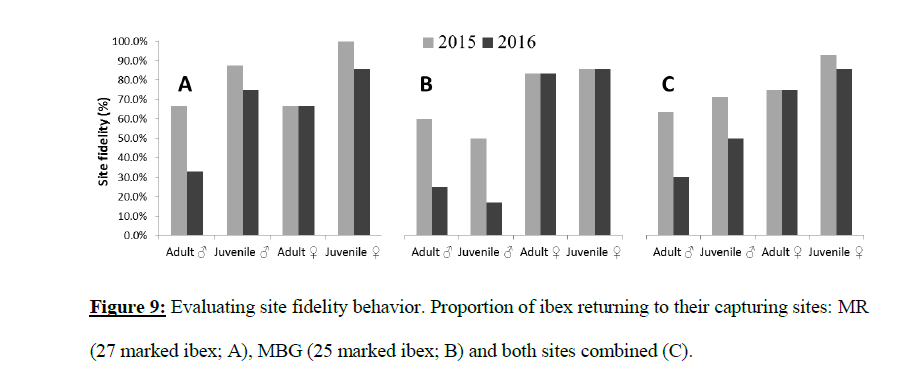 2015 2016
Site fidelity (%)
100.0%
90.0%
80.0%
70.0%
60.0%
50.0%
40.0%
30.0%
20.0%
10.0%
0.0%
A
Adult ♂ Juvenile ♂ Adult ♀ Juvenile ♀
B
Adult ♂ Juvenile ♂ Adult ♀ Juvenile ♀
C
Adult ♂ Juvenile ♂ Adult ♀ Juvenile ♀
Figure 9: Evaluating site fidelity behavior. Proportion of ibex returning to their capturing sites: MR
(27 marked ibex; A), MBG (25 marked ibex; B) and both sites combined (C).